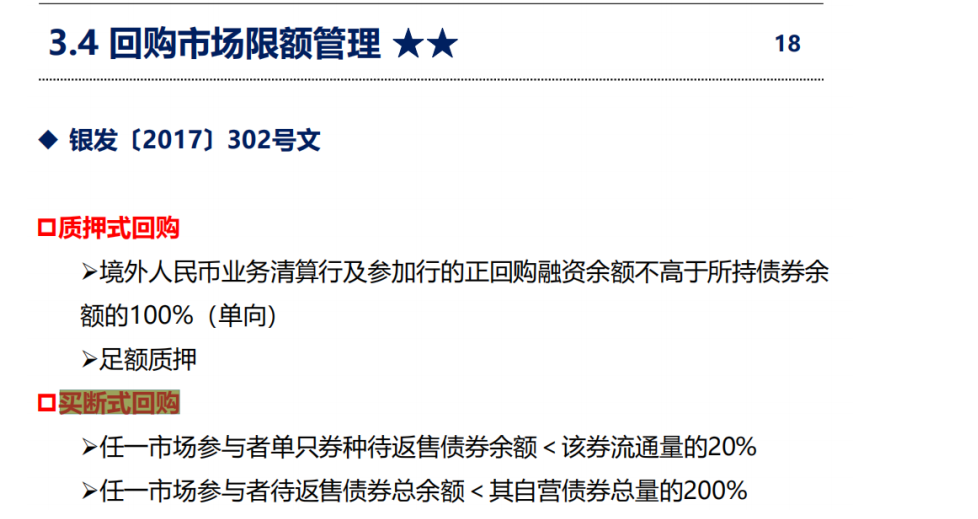 3.4 回购市场限额管理 ★★
18
◆ 银发〔2017〕302号文
□质押式回购
➢境外人民币业务清算行及参加行的正回购融资余额不高于所持债券余
额的100%（单向）
➢足额质押
□买断式回购
➢任一市场参与者单只券种待返售债券余额＜该券流通量的20%
➢任一市场参与者待返售债券总余额＜其自营债券总量的200%